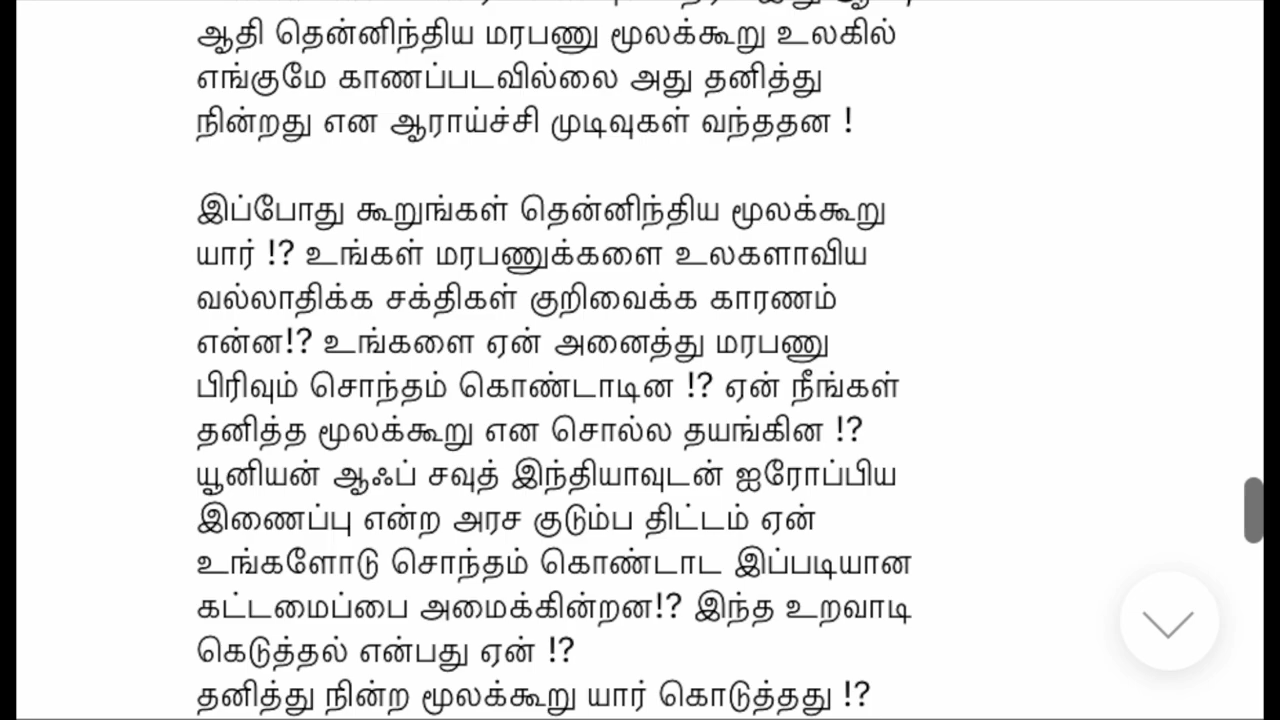 ஆதி தென்னிந்திய மரபணு மூலக்கூறு உலகில்
எங்குமே காணப்படவில்லை அது தனித்து
நின்றது என ஆராய்ச்சி முடிவுகள் வந்ததன !
இப்போது கூறுங்கள் தென்னிந்திய மூலக்கூறு
யார் !? உங்கள் மரபணுக்களை உலகளாவிய
வல்லாதிக்க சக்திகள் குறிவைக்க காரணம்
என்ன!? உங்களை ஏன் அனைத்து மரபணு
பிரிவும் சொந்தம் கொண்டாடின !? ஏன் நீங்கள்
தனித்த மூலக்கூறு என சொல்ல தயங்கின !?
யூனியன் ஆஃப் சவுத் இந்தியாவுடன் ஐரோப்பிய
இணைப்பு என்ற அரச குடும்ப திட்டம் ஏன்
உங்களோடு சொந்தம் கொண்டாட இப்படியான
கட்டமைப்பை அமைக்கின்றன!? இந்த உறவாடி
கெடுத்தல் என்பது ஏன் !?
தனித்து நின்ற மூலக்கூறு யார் கொடுத்தது !?